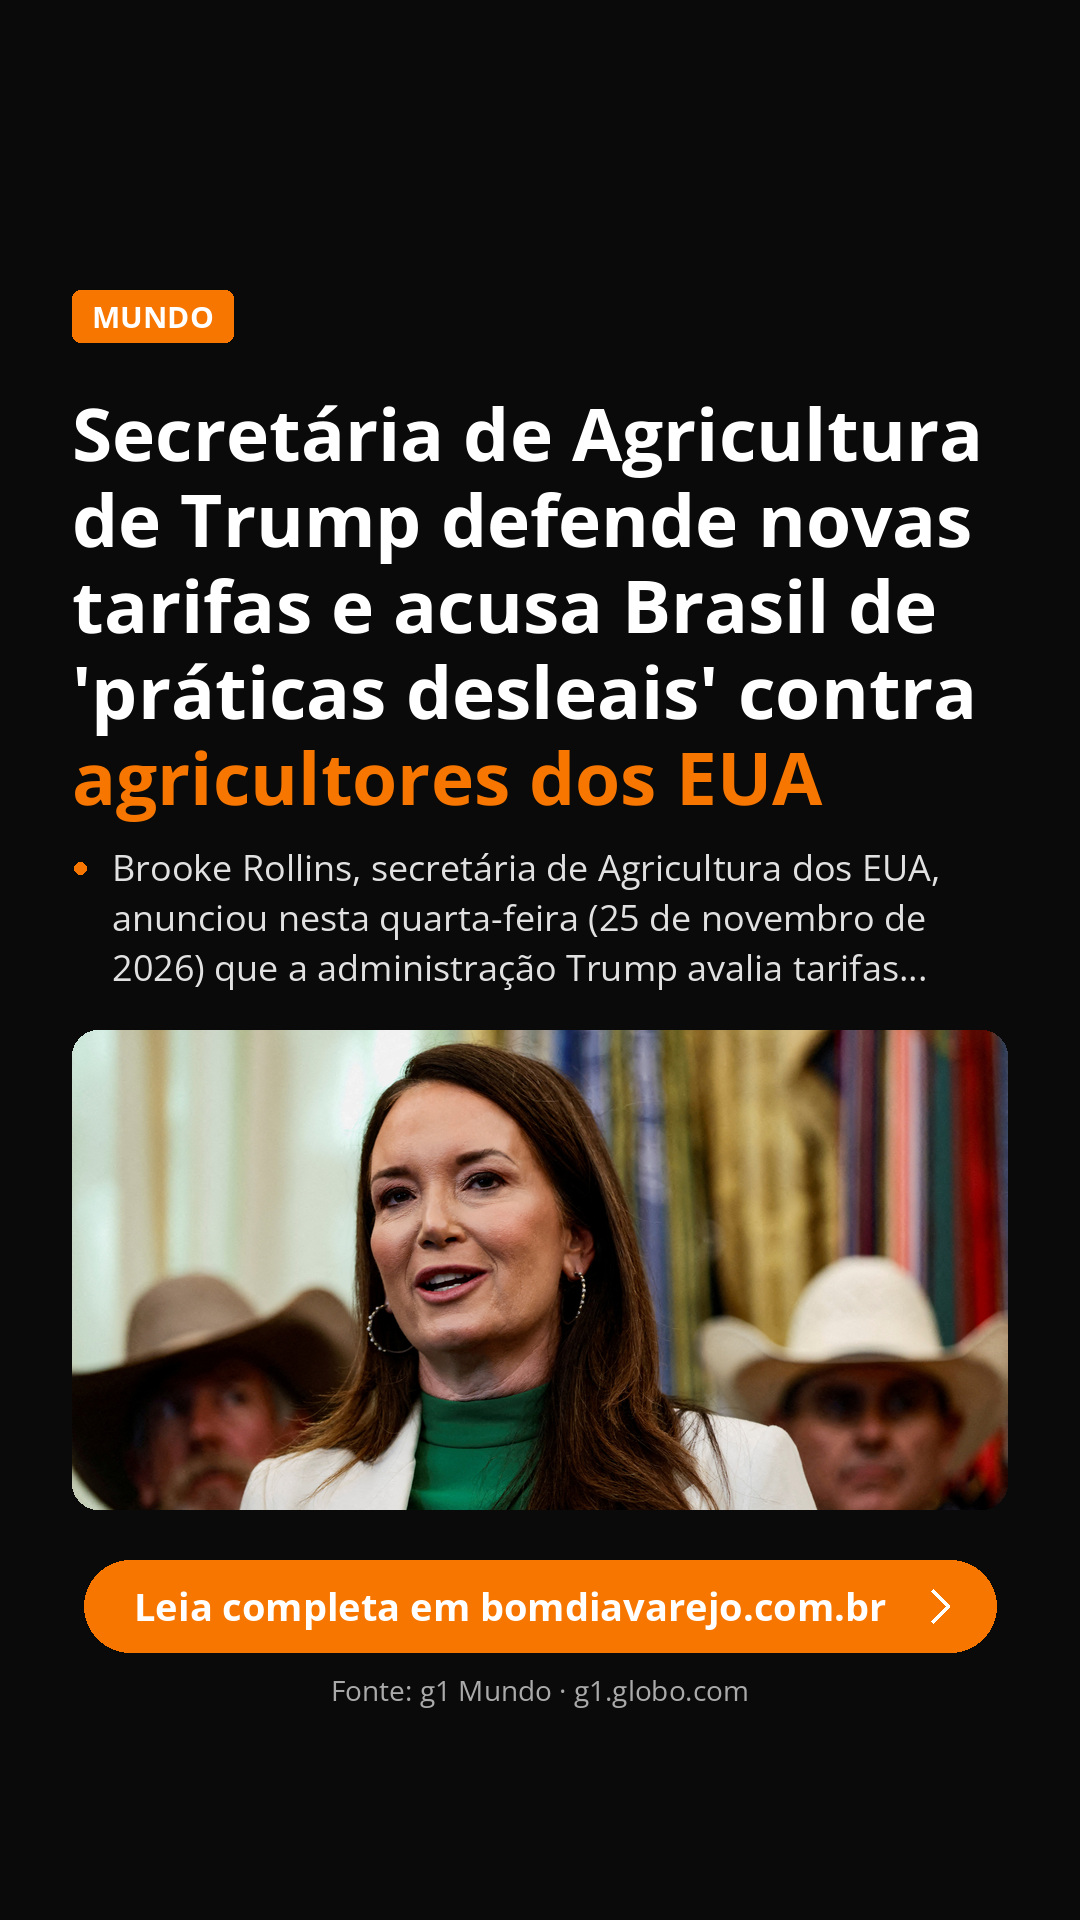 MUNDO
Secretária de Agricultura
de Trump defende novas
tarifas e acusa Brasil de
'práticas desleais' contra
agricultores dos EUA
Brooke Rollins, secretária de Agricultura dos EUA,
anunciou nesta quarta-feira (25 de novembro de
2026) que a administração Trump avalia tarifas...
Leia completa em bomdiavarejo.com.br
Fonte: g1 Mundo · g1.globo.com